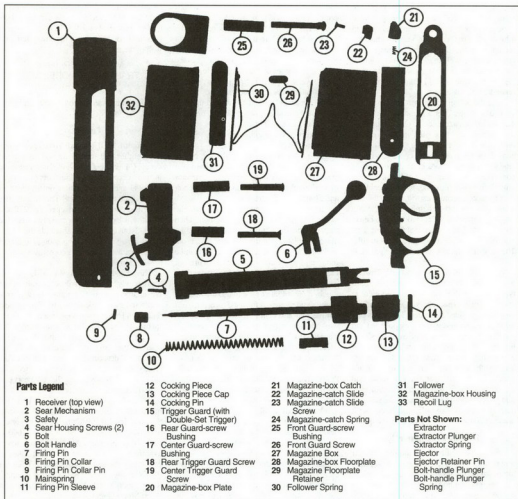 1
21
25
26
23
22
24
32
30
29
20
31
27
28
19
2
17
18
3
16
6
15
4
5
9
8
7
11
12
13
14
10
Parts Legend
1 Receiver (top view)
2 Sear Mechanism
3 Safety
4 Sear Housing Screws (2)
5 Bolt
6 Bolt Handle
7 Firing Pin
8 Firing Pin Collar
9 Firing Pin Collar Pin
10 Mainspring
11 Firing Pin Sleeve
12 Cocking Piece
13 Cocking Piece Cap
14 Cocking Pin
15 Trigger Guard (with
Double-Set Trigger)
16 Rear Guard-screw
Bushing
17 Center Guard-screw
Bushing
18 Rear Trigger Guard Screw
19 Center Trigger Guard
Screw
20 Magazine-box Plate
21 Magazine-box Catch
22 Magazine-catch Slide
23 Magazine-catch Slide
Screw
24 Magazine-catch Spring
25 Front Guard-screw
Bushing
26 Front Guard Screw
27 Magazine Box
28 Magazine-box Floorplate
29 Magazine Floorplate
Retainer
30 Follower Spring
31 Follower
32 Magazine-box Housing
33 Recoil Lug
Parts Not Shown:
Extractor
Extractor Plunger
Sxtractor Spring
Ejector
Ejector Retainer Pin
Bolt-handle Plunger
Bolt-handle Plunger
Spring